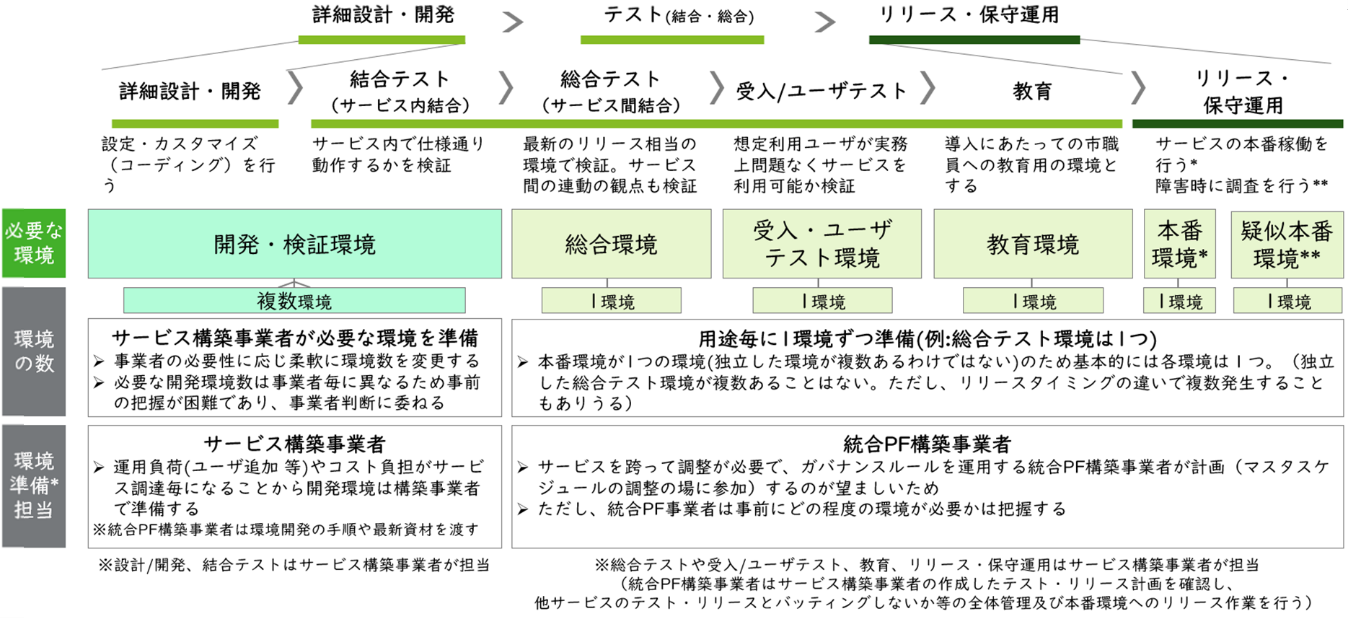 詳細設計・開発
テスト(結合・総合)
リリース・保守運用
詳細設計・開発
結合テスト
(サービス内結合)
総合テスト
(サービス間結合)
受入/ユーザテスト
教育
リリース・
保守運用
設定・カスタマイズ
(コーディング)を行
う
サービス内で仕様通り
動作するかを検証
最新のリリース相当の
環境で検証。サービス
間の連動の観点も検証
想定利用ユーザが実務
上問題なくサービスを
利用可能か検証
導入にあたっての市職
員への教育用の環境と
する
サービスの本番稼働を
行う*
障害時に調査を行う**
必要な
環境
開発・検証環境
総合環境
受入・ユーザ
テスト環境
教育環境
本番
環境*
疑似本番
環境**
複数環境
1環境
1環境
1環境
1環境
1環境
環境
の数
サービス構築事業者が必要な環境を準備
➢ 事業者の必要性に応じ柔軟に環境数を変更する
➢ 必要な開発環境数は事業者毎に異なるため事前
の把握が困難であり、事業者判断に委ねる
用途毎に1環境ずつ準備(例:総合テスト環境は1つ)
➢ 本番環境が1つの環境(独立した環境が複数あるわけではない)のため基本的には各環境は1つ。(独立
した総合テスト環境が複数あることはない。ただし、リリースタイミングの違いで複数発生すること
もありうる)
環境
準備*
担当
サービス構築事業者
➢ 運用負荷(ユーザ追加 等)やコスト負担がサービ
ス調達毎になることから開発環境は構築事業者
で準備する
※統合PF構築事業者は環境開発の手順や最新資材を渡す
統合PF構築事業者
➢ サービスを跨って調整が必要で、ガバナンスルールを運用する統合PF構築事業者が計画(マスタスケ
ジュールの調整の場に参加)するのが望ましいため
➢ ただし、統合PF事業者は事前にどの程度の環境が必要かは把握する
※設計/開発、結合テストはサービス構築事業者が担当
※総合テストや受入/ユーザテスト、教育、リリース・保守運用はサービス構築事業者が担当
(統合PF構築事業者はサービス構築事業者の作成したテスト・リリース計画を確認し、
他サービスのテスト・リリースとバッティングしないか等の全体管理及び本番環境へのリリース作業を行う)